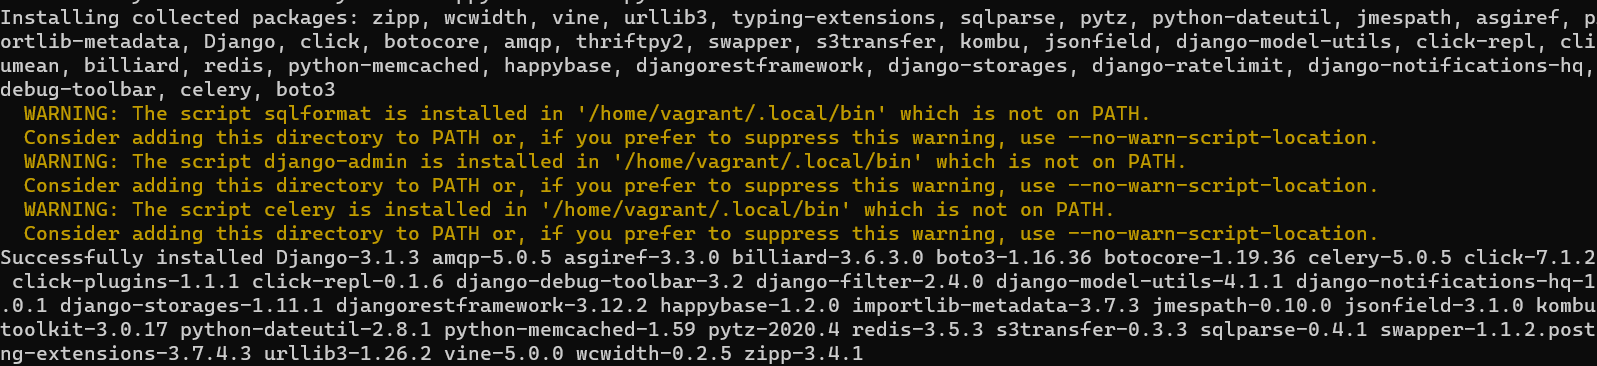 Installing collected packages: zipp, wcwidth, vine, urllib3, typing-extensions, sqlparse, pytz, python-dateutil, jmespath, asgiref,
ortlib-metadata, Django, click, botocore, amqp, thriftpy2, swapper, s3transfer, kombu, jsonfield, django-model-utils, click-repl, cli
umean, billiard, redis, python-memcached, happybase, djangorestframework, django-storages, django-ratelimit, django-notifications-hq,
debug-toolbar, celery, boto3
WARNING: The script sqlformat is installed in '/home/vagrant/.local/bin' which is not on PATH.
Consider adding this directory to PATH or, if you prefer to suppress this warning, use --no-warn-script-location.
WARNING: The script django-admin is installed in '/home/vagrant/.local/bin' which is not on PATH.
Consider adding this directory to PATH or, if you prefer to suppress this warning, use --no-warn-script-location.
WARNING: The script celery is installed in '/home/vagrant/.local/bin' which is not on PATH.
Consider adding this directory to PATH or, if you prefer to suppress this warning, use --no-warn-script-location.
Successfully installed Django-3.1.3 amqp-5.0.5 asgiref-3.3.0 billiard-3.6.3.0 boto3-1.16.36 botocore-1.19.36 celery-5.0.5 click-7.1.2
click-plugins-1.1.1 click-repl-0.1.6 django-debug-toolbar-3.2 django-filter-2.4.0 django-model-utils-4.1.1 django-notifications-hq-1
.0.1 django-storages-1.11.1 djangorestframework-3.12.2 happybase-1.2.0 importlib-metadata-3.7.3 jmespath-0.10.0 jsonfield-3.1.0 kombu
toolkit-3.0.17 python-dateutil-2.8.1 python-memcached-1.59 pytz-2020.4 redis-3.5.3 s3transfer-0.3.3 sqlparse-0.4.1 swapper-1.1.2.post
ng-extensions-3.7.4.3 urllib3-1.26.2 vine-5.0.0 wcwidth-0.2.5 zipp-3.4.1